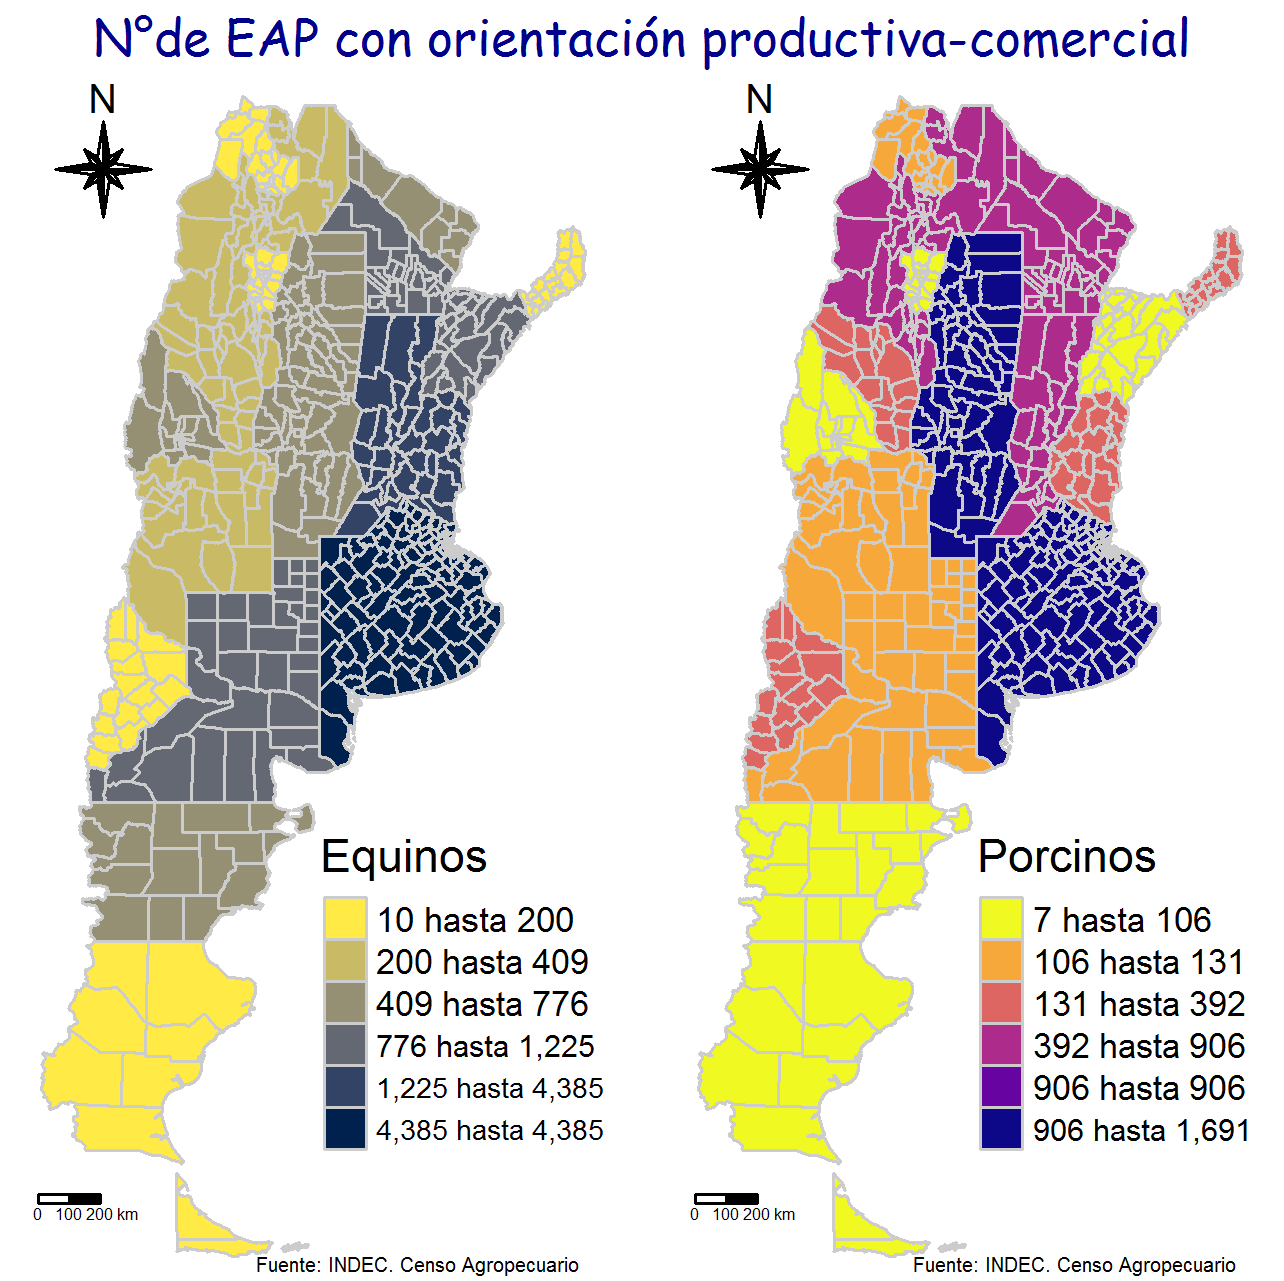 N°de EAP con orientación productiva-comercial
N
Equinos
10 hasta 200
200 hasta 409
409 hasta 776
776 hasta 1,225
1,225 hasta 4,385
4,385 hasta 4,385
0 100 200 km
Fuente: INDEC. Censo Agropecuario
N
Porcinos
7 hasta 106
106 hasta 131
131 hasta 392
392 hasta 906
906 hasta 906
906 hasta 1,691
0 100 200 km
Fuente: INDEC. Censo Agropecuario